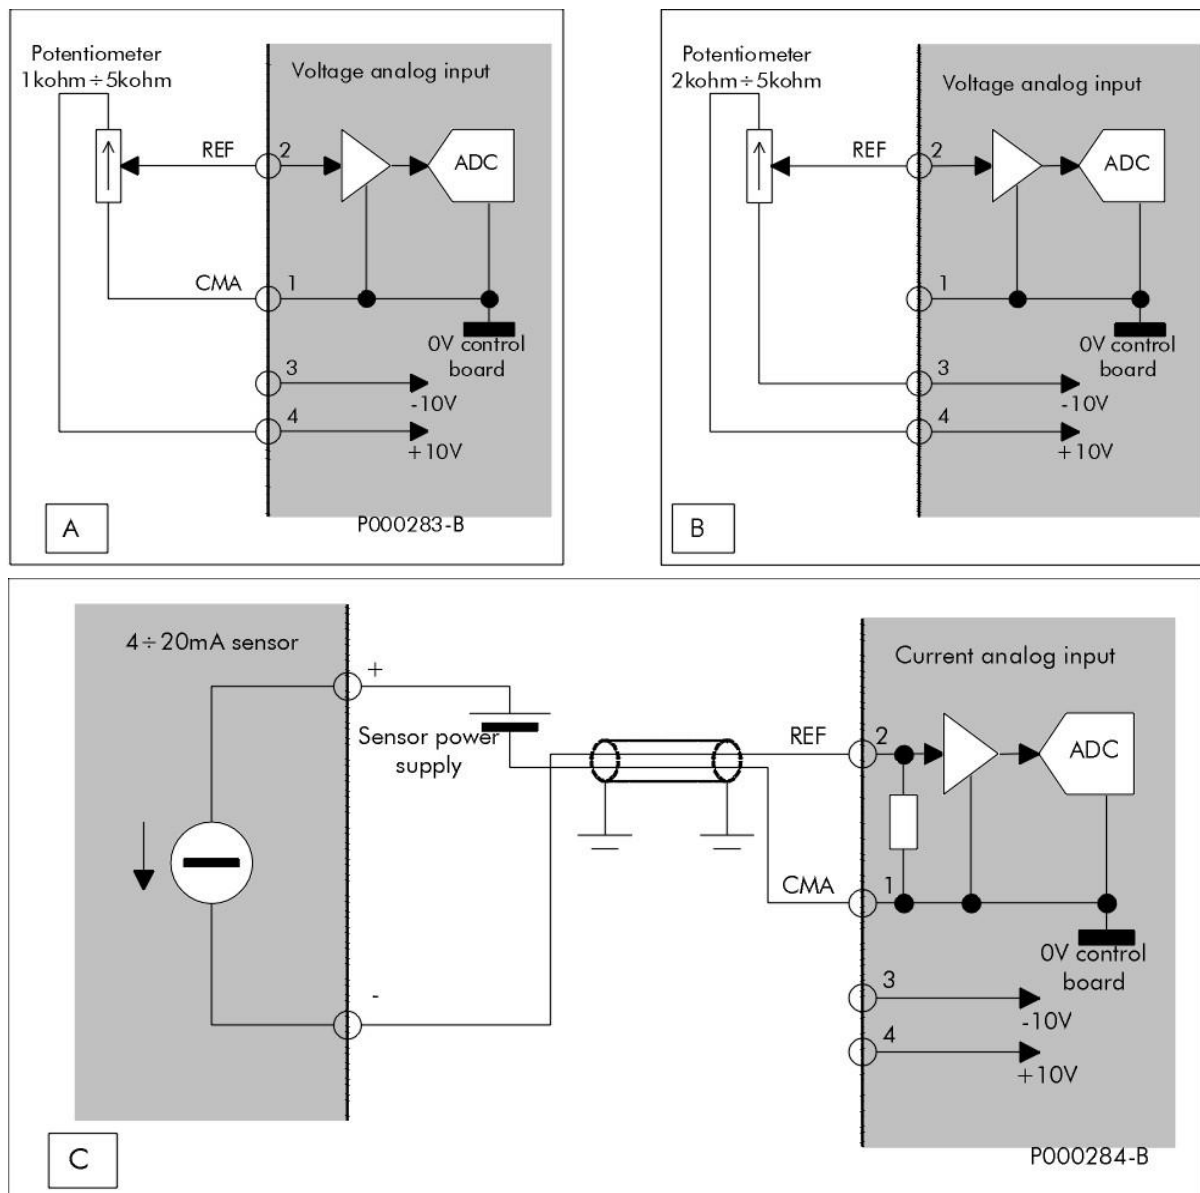 Potentiometer
1kohm÷5kohm
Voltage analog input
REF
2
ADC
CMA
1
0V control
board
3
-10V
4
+10V
A
P000283-B
Potentiometer
2kohm÷5kohm
Voltage analog input
REF
2
ADC
1
0V control
board
3
-10V
4
+10V
B
4÷20mA sensor
+
Sensor power
supply
-
Current analog input
REF
2
ADC
CMA
1
0V control
board
3
-10V
4
+10V
C
P000284-B